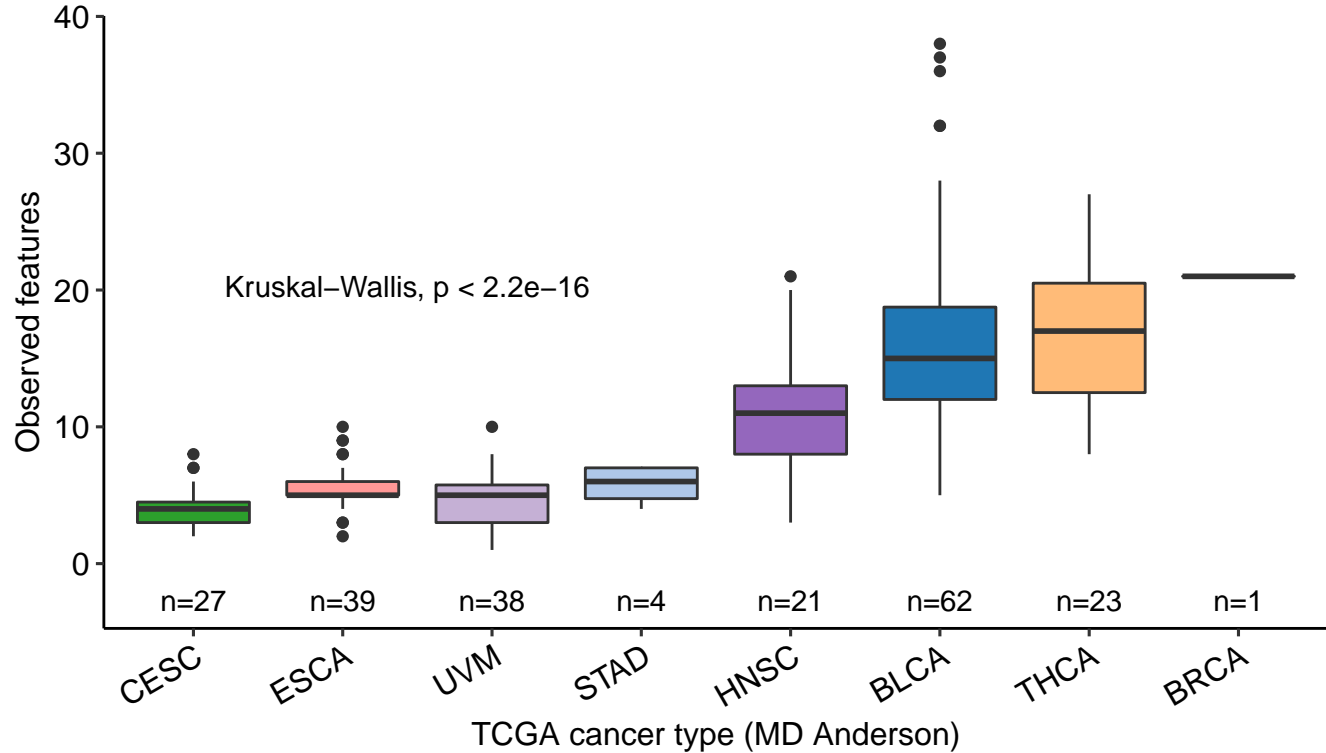 40
30
20
10
0
Observed features
Kruskal−Wallis, p < 2.2e−16
n=27 n=39 n=38 n=4 n=21 n=62 n=23 n=1
CESC ESCA UVM STAD HNSC BLCA THCA BRCA
TCGA cancer type (MD Anderson)